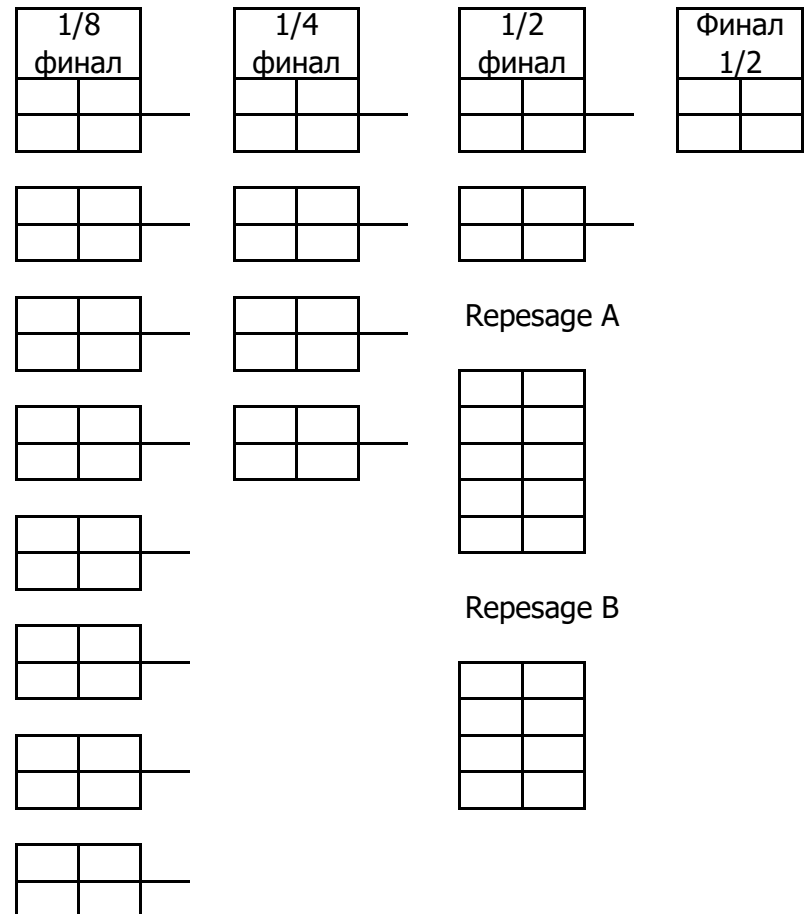 1/8
финал
1/4
финал
1/2
финал
Финал
1/2
Repesage A
Repesage B